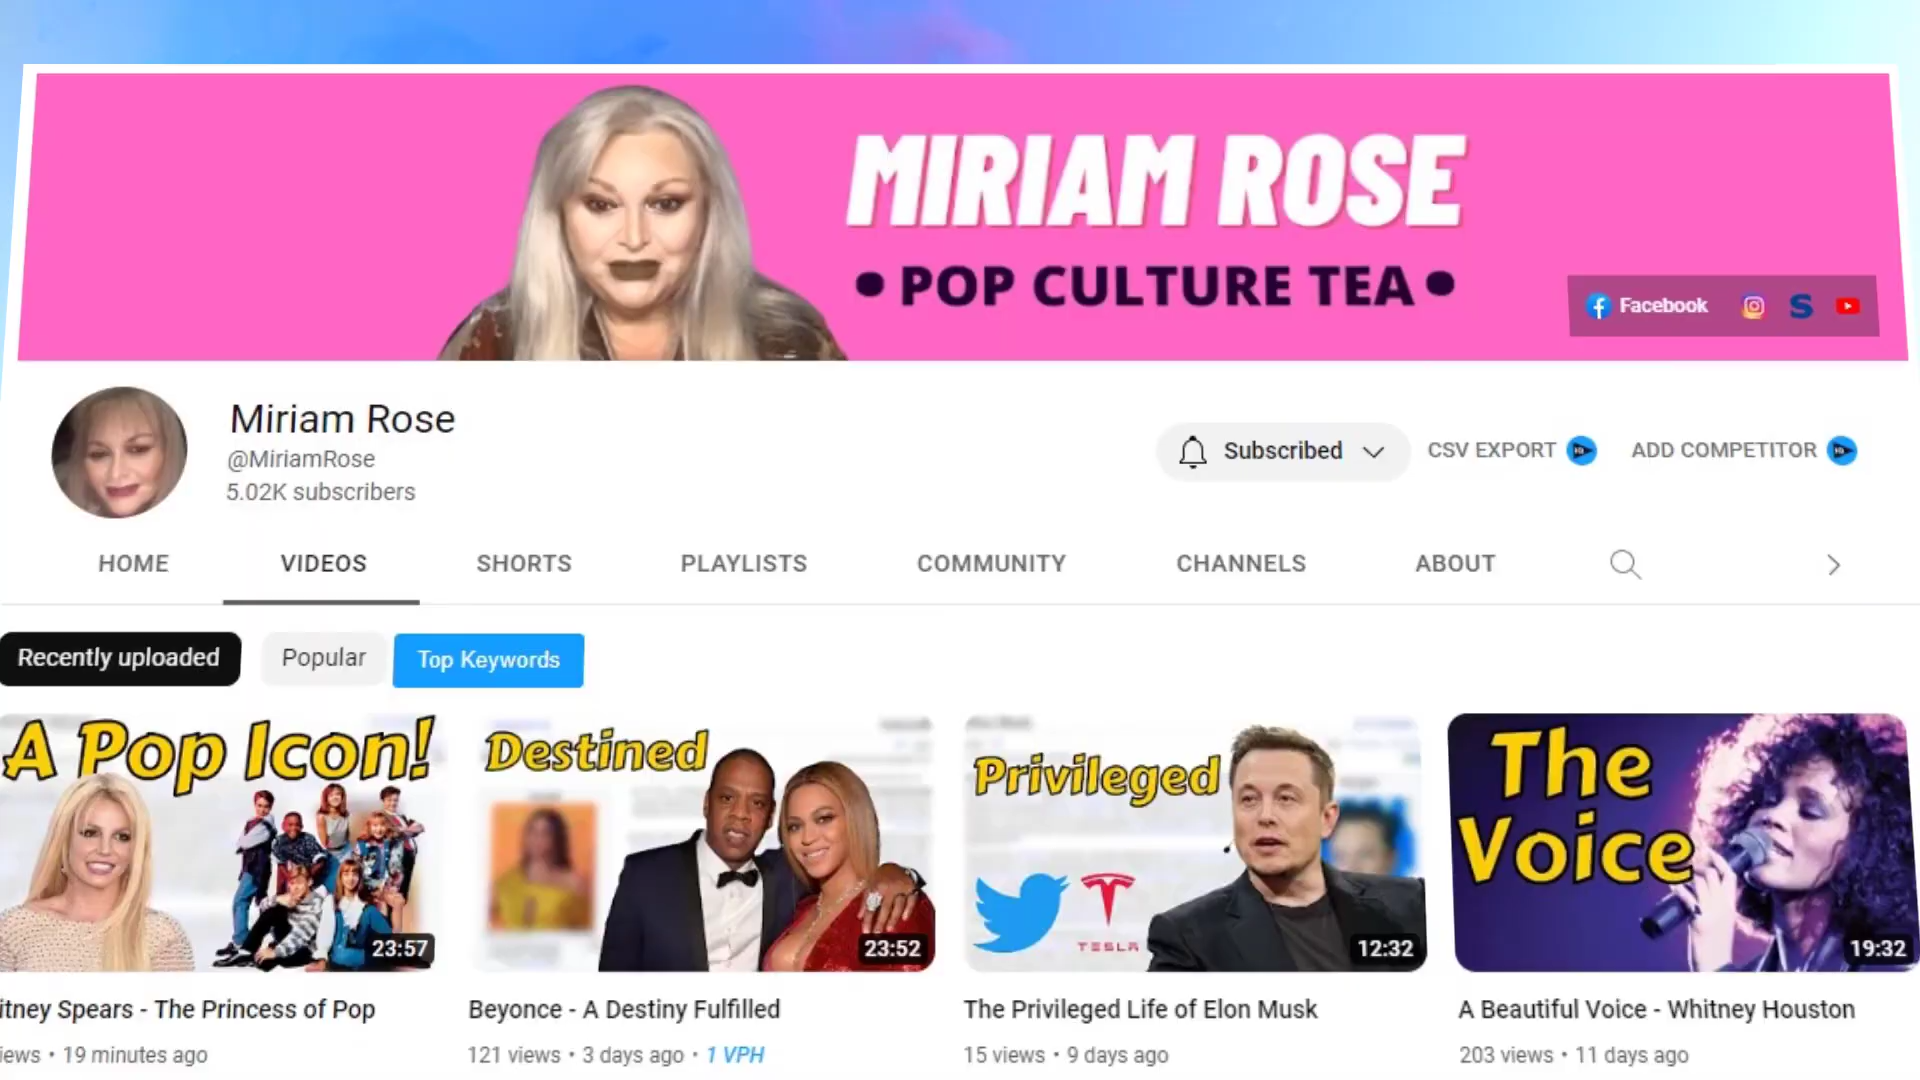 MIRIAM ROSE
• POP CULTURE TEA •
Facebook
Miriam Rose
@MiriamRose
5.02K subscribers
Subscribed
CSV EXPORT
ADD COMPETITOR
HOME
VIDEOS
SHORTS
PLAYLISTS
COMMUNITY
CHANNELS
ABOUT
Recently uploaded
Popular
Top Keywords
A Pop Icon!
23:57
Destined
23:52
Privileged
TESLA
12:32
The
Voice
19:32
itney Spears - The Princess of Pop
iews • 19 minutes ago
Beyonce - A Destiny Fulfilled
121 views • 3 days ago • 1 VPH
The Privileged Life of Elon Musk
15 views • 9 days ago
A Beautiful Voice - Whitney Houston
203 views • 11 days ago